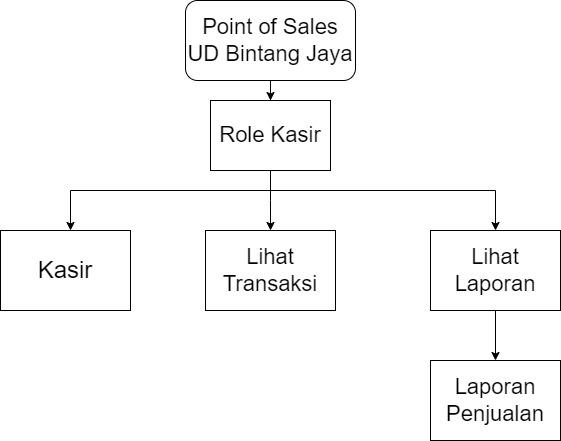 Point of Sales
UD Bintang Jaya
Role Kasir
Kasir
Lihat
Transaksi
Lihat
Laporan
Laporan
Penjualan